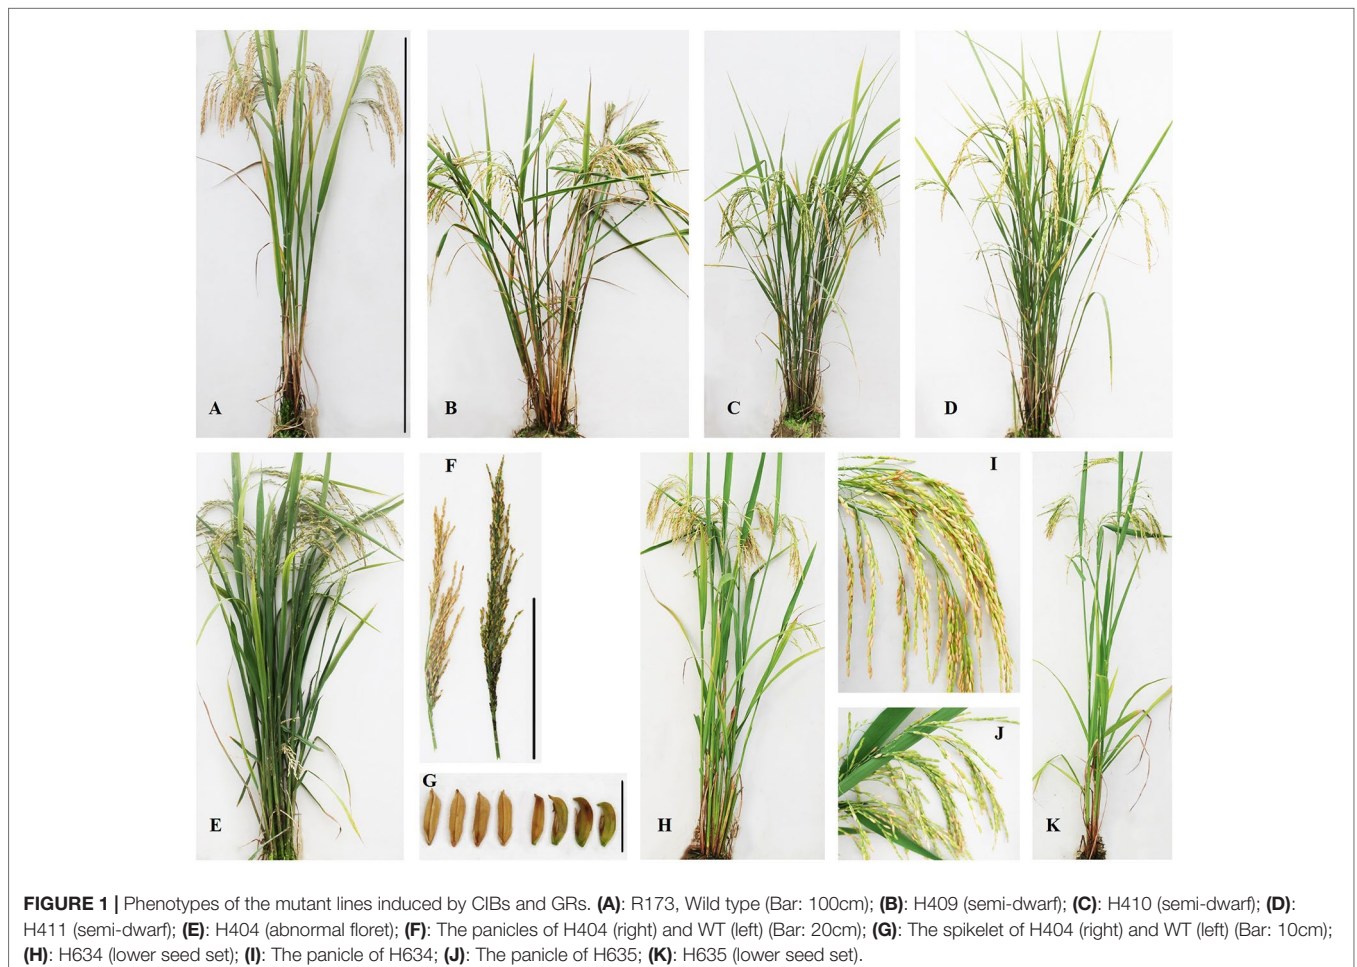 A
B
C
D
E
F
G
H
I
J
K
FIGURE 1 | Phenotypes of the mutant lines induced by CIBs and GRs. (A): R173, Wild type (Bar: 100cm); (B): H409 (semi-dwarf); (C): H410 (semi-dwarf); (D):
H411 (semi-dwarf); (E): H404 (abnormal floret); (F): The panicles of H404 (right) and WT (left) (Bar: 20cm); (G): The spikelet of H404 (right) and WT (left) (Bar: 10cm);
(H): H634 (lower seed set); (I): The panicle of H634; (J): The panicle of H635; (K): H635 (lower seed set).